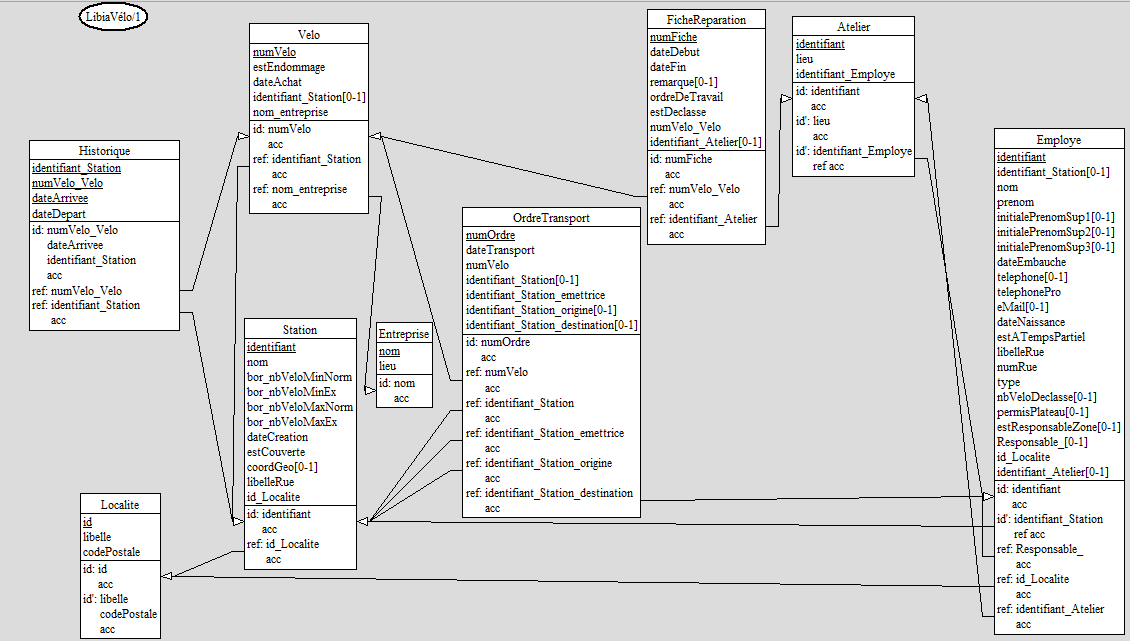 LibiaVélo/1
Velo
numVelo
estEndommage
dateAchat
identifiant_Station[0-1]
nom_entreprise
id: numVelo
acc
ref: identifiant_Station
acc
ref: nom_entreprise
acc
FicheReparation
numFiche
dateDebut
dateFin
remarque[0-1]
ordreDeTravail
estDeclasse
numVelo_Velo
identifiant_Atelier[0-1]
id: numFiche
acc
ref: numVelo_Velo
acc
ref: identifiant_Atelier
acc
Atelier
identifiant
lieu
identifiant_Employe
id: identifiant
acc
id': lieu
acc
id': identifiant_Employe
ref acc
Historique
identifiant_Station
numVelo_Velo
dateArrivee
dateDepart
id: numVelo_Velo
dateArrivee
identifiant_Station
acc
ref: numVelo_Velo
ref: identifiant_Station
acc
OrdreTransport
numOrdre
dateTransport
numVelo
identifiant_Station[0-1]
identifiant_Station_emettrice
identifiant_Station_origine[0-1]
identifiant_Station_destination[0-1]
id: numOrdre
acc
ref: numVelo
acc
ref: identifiant_Station
acc
ref: identifiant_Station_emettrice
acc
ref: identifiant_Station_origine
acc
ref: identifiant_Station_destination
acc
Employe
identifiant
identifiant_Station[0-1]
nom
prenom
initialePrenomSup1[0-1]
initialePrenomSup2[0-1]
initialePrenomSup3[0-1]
dateEmbauche
telephone[0-1]
telephonePro
eMail[0-1]
dateNaissance
estATempsPartiel
libelleRue
numRue
type
nbVeloDeclasse[0-1]
permisPlateau[0-1]
estResponsableZone[0-1]
Responsable_[0-1]
id_Localite
identifiant_Atelier[0-1]
id: identifiant
acc
id': identifiant_Station
ref acc
ref: Responsable_
acc
ref: id_Localite
acc
ref: identifiant_Atelier
acc
Station
identifiant
nom
bor_nbVeloMinNorm
bor_nbVeloMinEx
bor_nbVeloMaxNorm
bor_nbVeloMaxEx
dateCreation
estCouverte
coordGeo[0-1]
libelleRue
id_Localite
id: identifiant
acc
ref: id_Localite
acc
Entreprise
nom
lieu
id: nom
acc
Localite
id
libelle
codePostale
id: id
acc
id': libelle
codePostale
acc